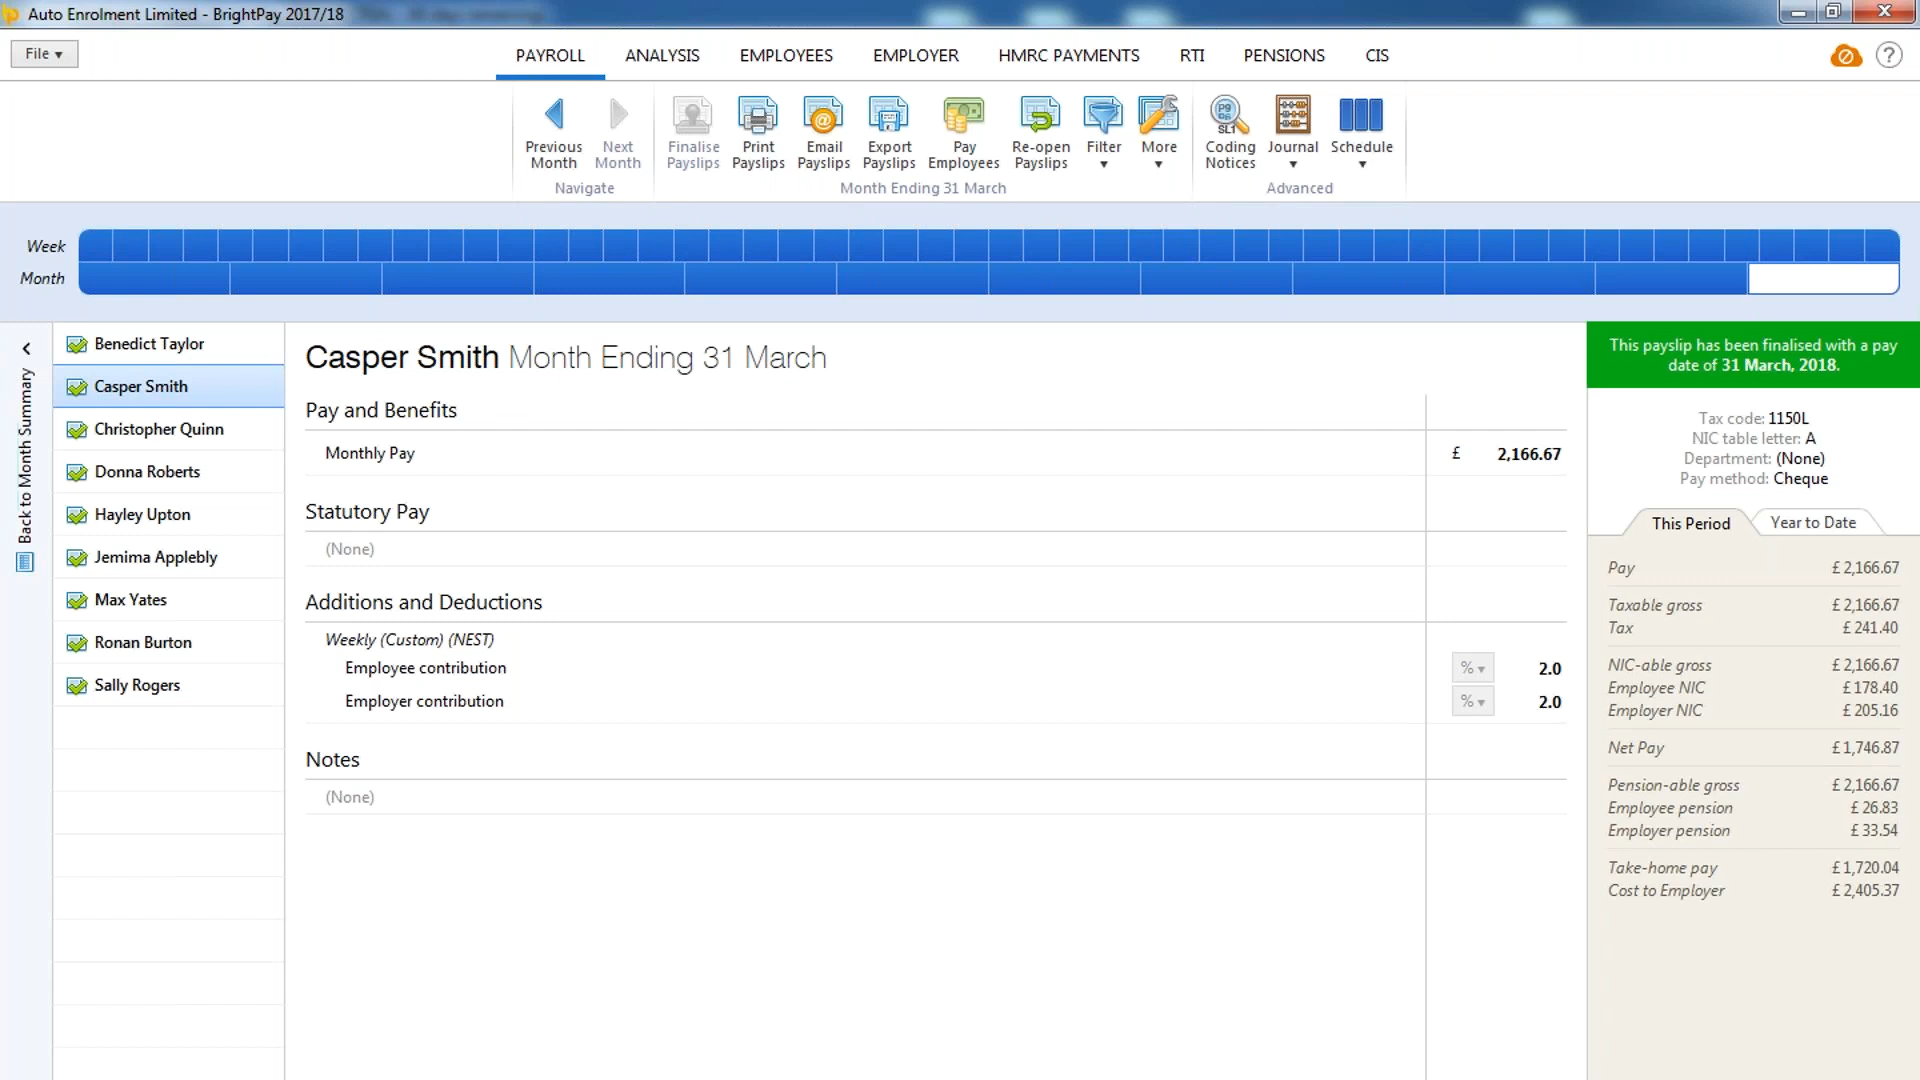 Auto Enrolment Limited - BrightPay 2017/18
File
PAYROLL
ANALYSIS
EMPLOYEES
EMPLOYER
HMRC PAYMENTS
RTI
PENSIONS
CIS
?
Previous Month
Next Month
Navigate
Finalise Payslips
Print Payslips
Email Payslips
Export Payslips
Pay Employees
Re-open Payslips
Filter
More
Month Ending 31 March
Coding Notices
Journal
Schedule
Advanced
Week
Month
Back to Month Summary
Benedict Taylor
Casper Smith
Christopher Quinn
Donna Roberts
Hayley Upton
Jemima Applebly
Max Yates
Ronan Burton
Sally Rogers
Casper Smith Month Ending 31 March
Pay and Benefits
Monthly Pay £ 2,166.67
Statutory Pay
(None)
Additions and Deductions
Weekly (Custom) (NEST)
Employee contribution % 2.0
Employer contribution % 2.0
Notes
(None)
This payslip has been finalised with a pay
date of 31 March, 2018.
Tax code: 1150L
NIC table letter: A
Department: (None)
Pay method: Cheque
This Period
Year to Date
Pay £ 2,166.67
Taxable gross £ 2,166.67
Tax £ 241.40
NIC-able gross £ 2,166.67
Employee NIC £ 178.40
Employer NIC £ 205.16
Net Pay £ 1,746.87
Pension-able gross £ 2,166.67
Employee pension £ 26.83
Employer pension £ 33.54
Take-home pay £ 1,720.04
Cost to Employer £ 2,405.37